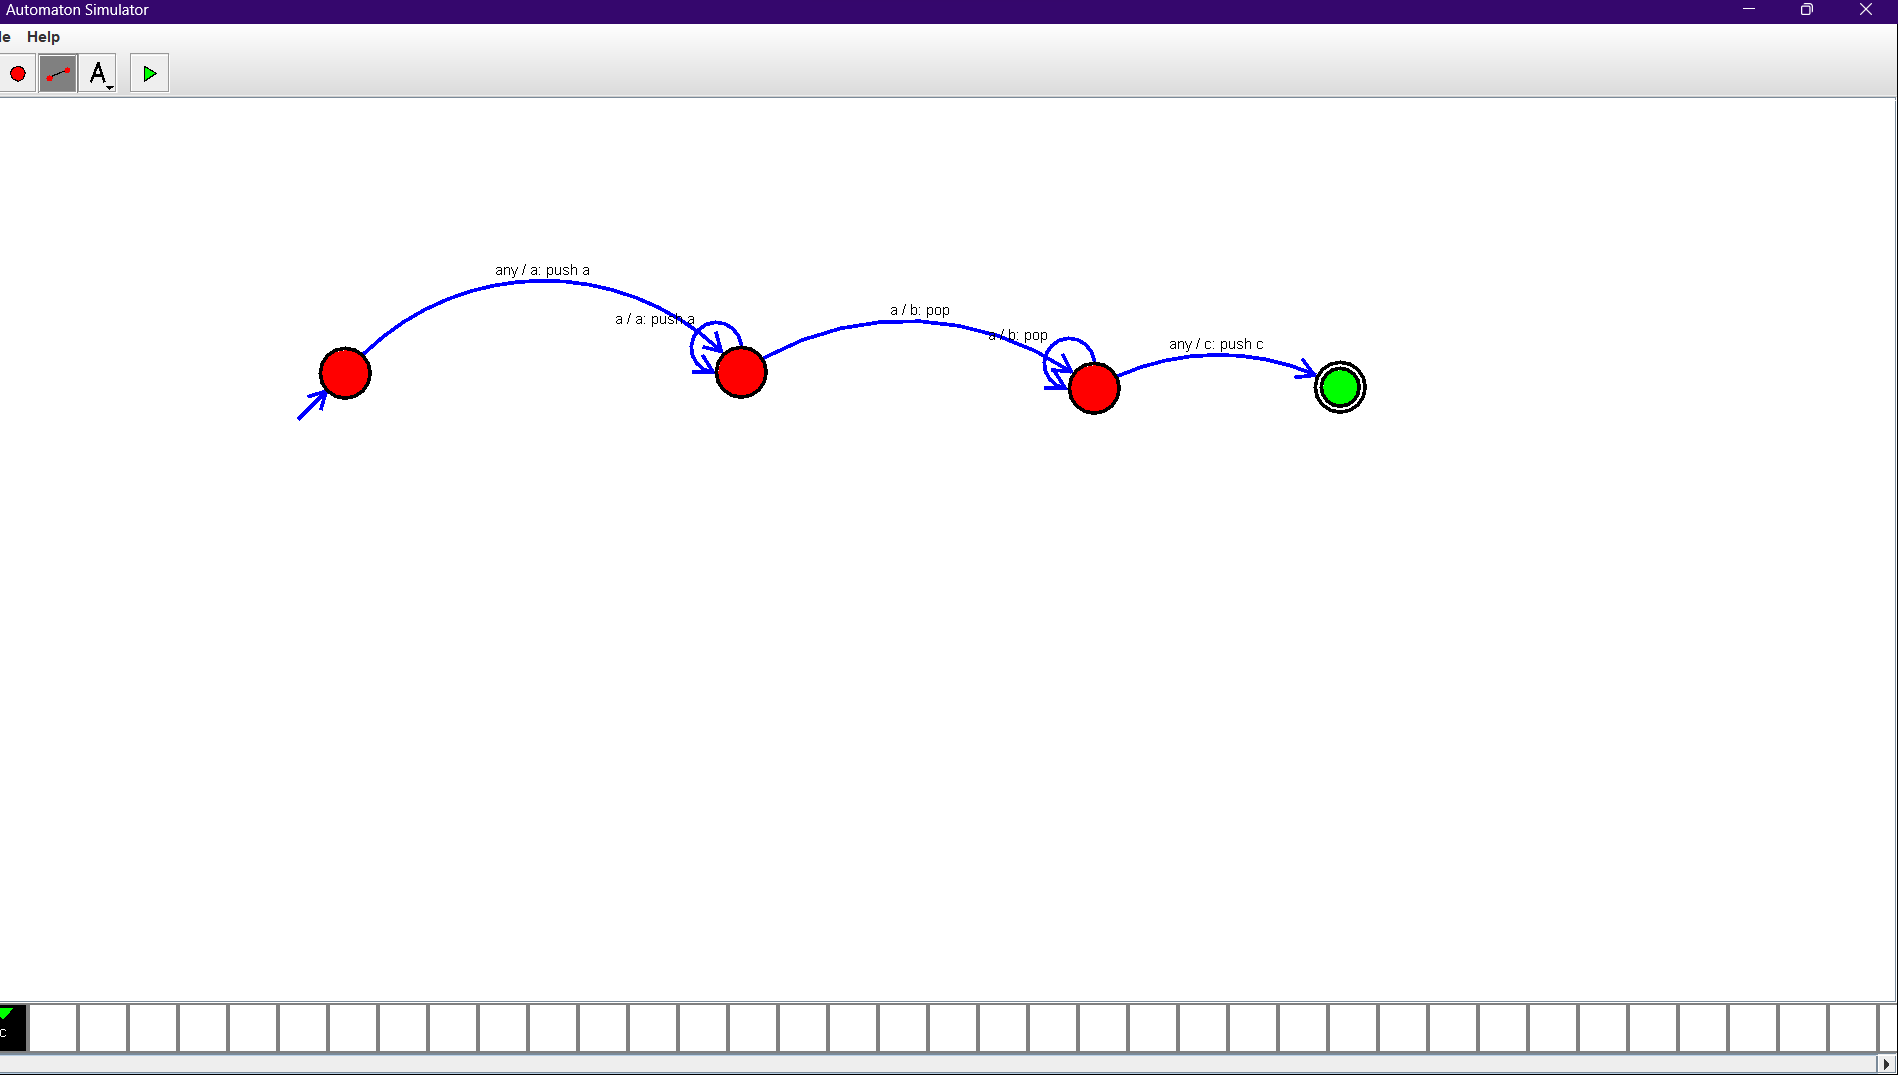 Automaton Simulator
le Help
A
any / a: push a
a / b: pop
a / a: push a
a / b: pop
any / c: push c
c